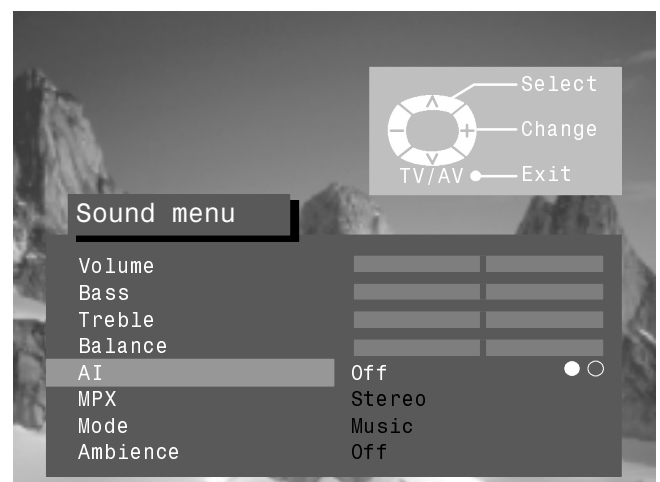 Select
Change
TV/AV Exit
Sound menu
Volume
Bass
Treble
Balance
AI Off
MPX Stereo
Mode Music
Ambience Off